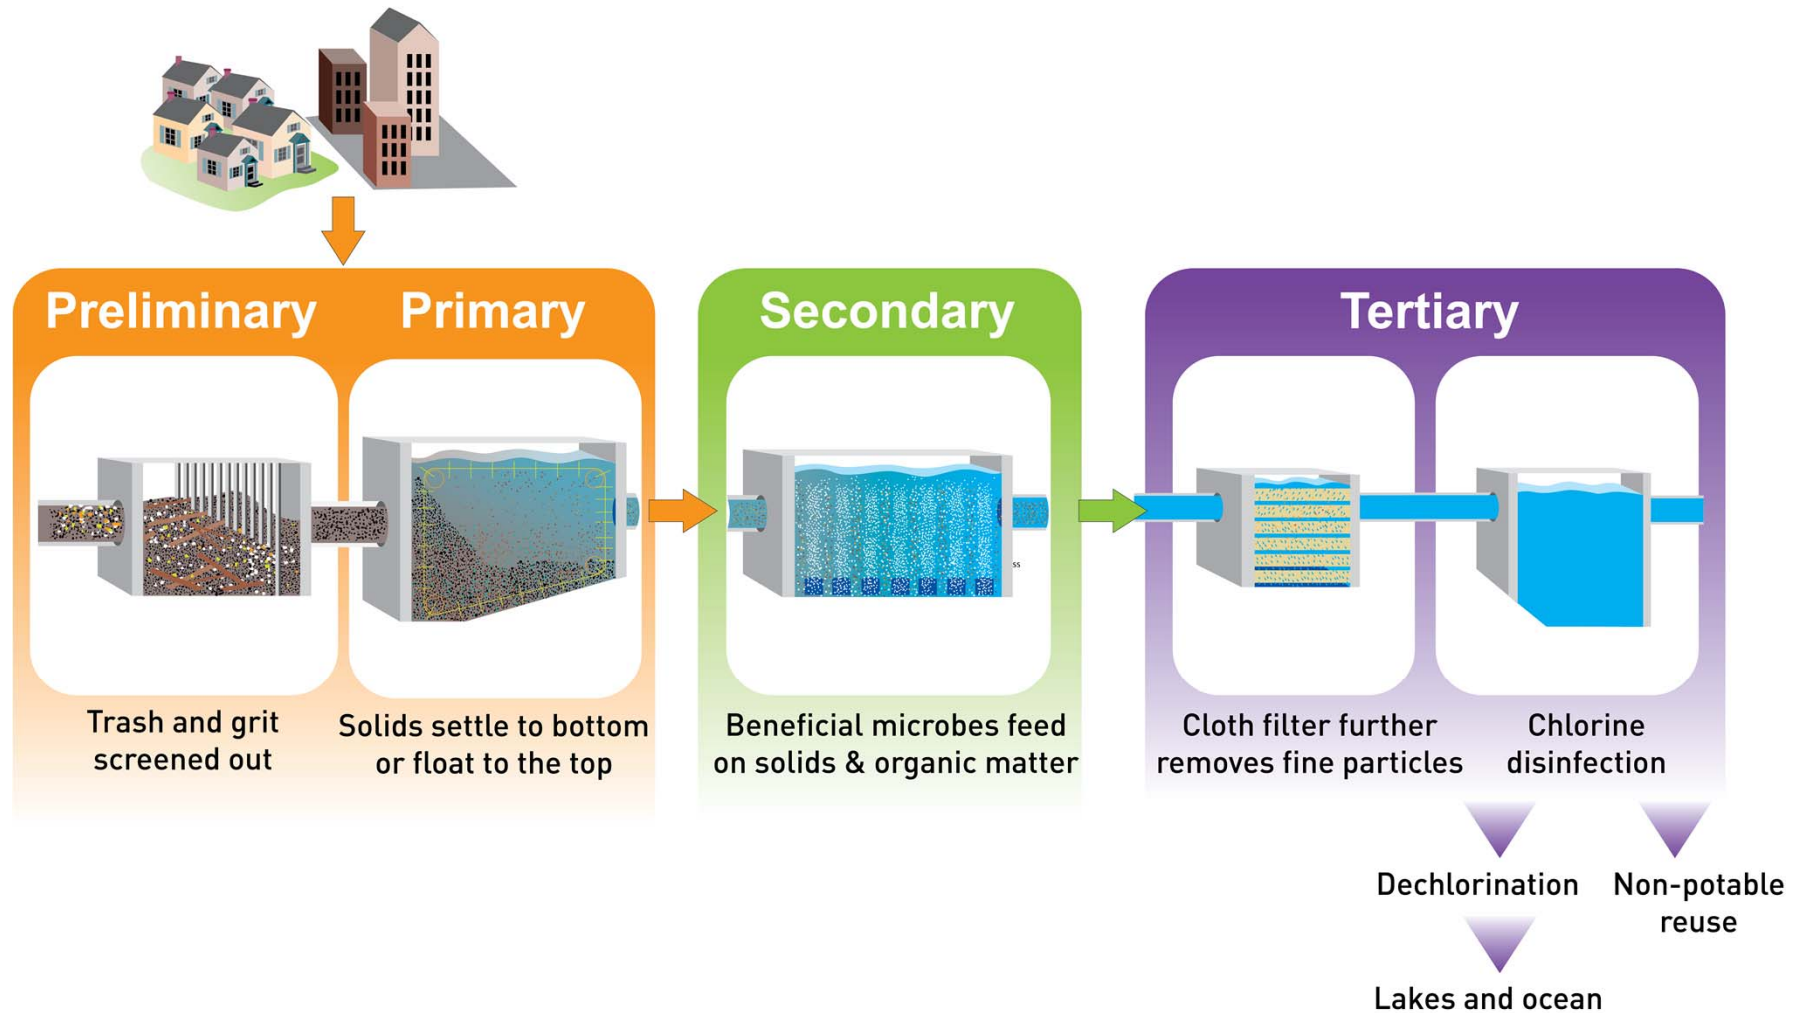 Preliminary
Primary
Secondary
Tertiary
ss
Trash and grit
screened out
Solids settle to bottom
or float to the top
Beneficial microbes feed
on solids & organic matter
Cloth filter further
removes fine particles
Chlorine
disinfection
Dechlorination
Non-potable
reuse
Lakes and ocean